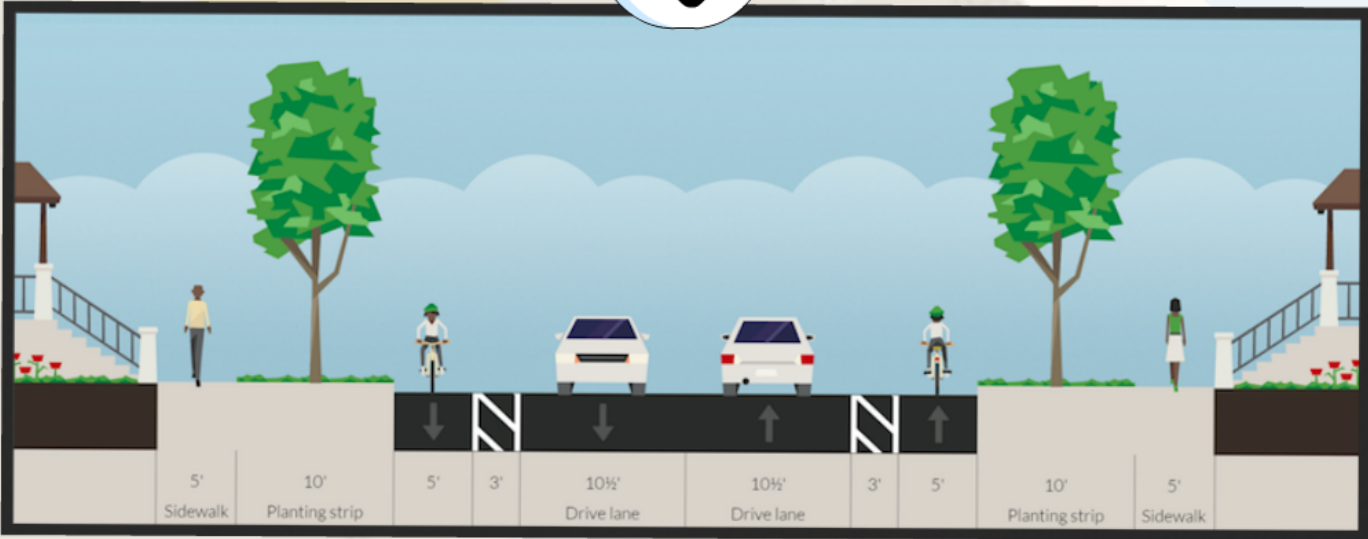 5' 10' 5' 3' 10½' 10½' 3' 5' 10' 5'
Sidewalk Planting strip Drive lane Drive lane Planting strip Sidewalk